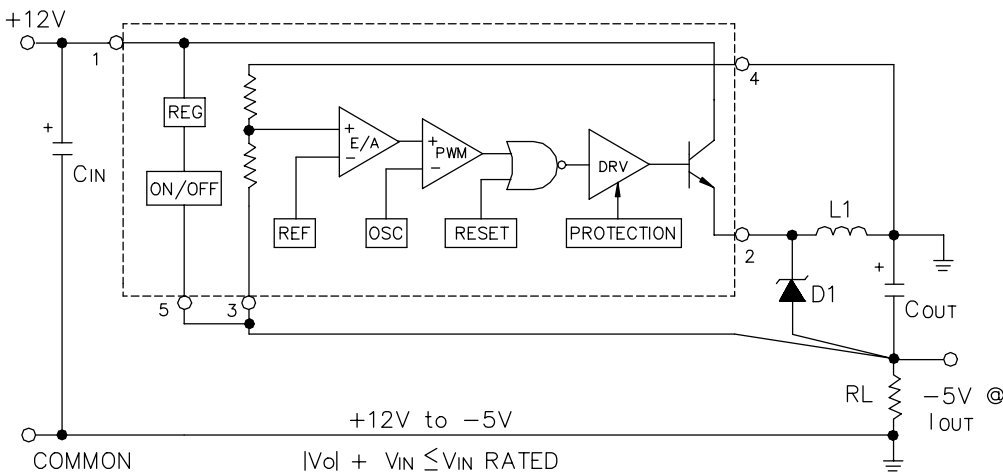 +12V
1
4
+
CIN
REG
ON/OFF
+
E/A
−
+
PWM
−
DRV
REF
OSC
RESET
PROTECTION
2
L1
D1
+
COUT
5
3
RL
−5V @
IOUT
+12V to −5V
COMMON
|Vo| + VIN ≤ VIN RATED